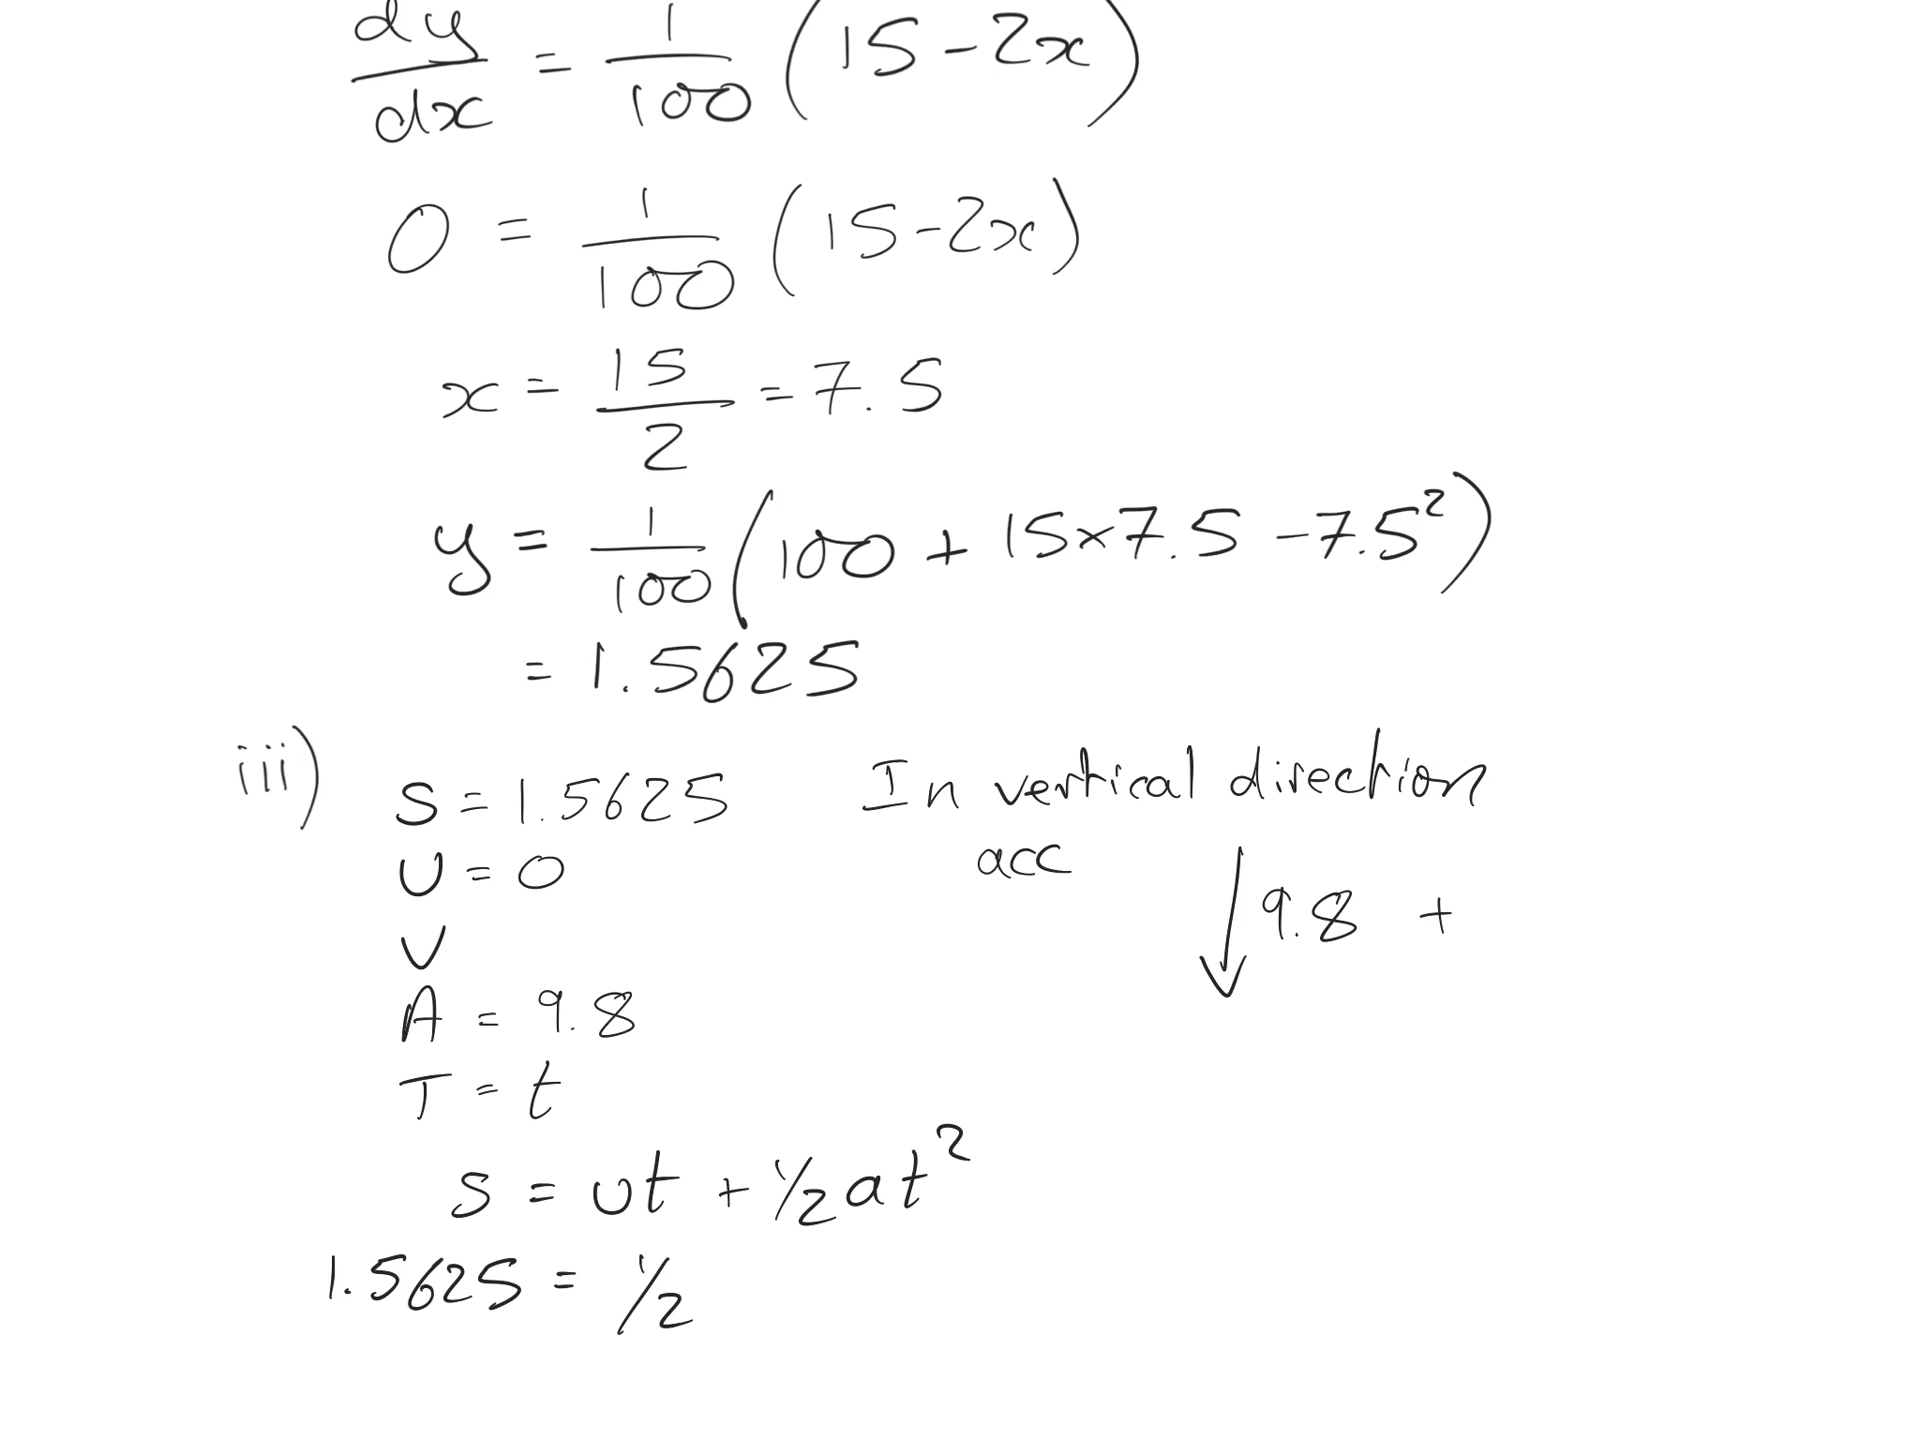 dy/dx = 1/100 (15-2x)
0 = 1/100 (15-2x)
x = 15/2 = 7.5
y = 1/100 (100 + 15×7.5 -7.5²)
= 1.5625
iii) S = 1.5625 In vertical direction
U = 0 acc ↓ 9.8 +
V
A = 9.8
T = t
s = ut + ½at²
1.5625 = ½